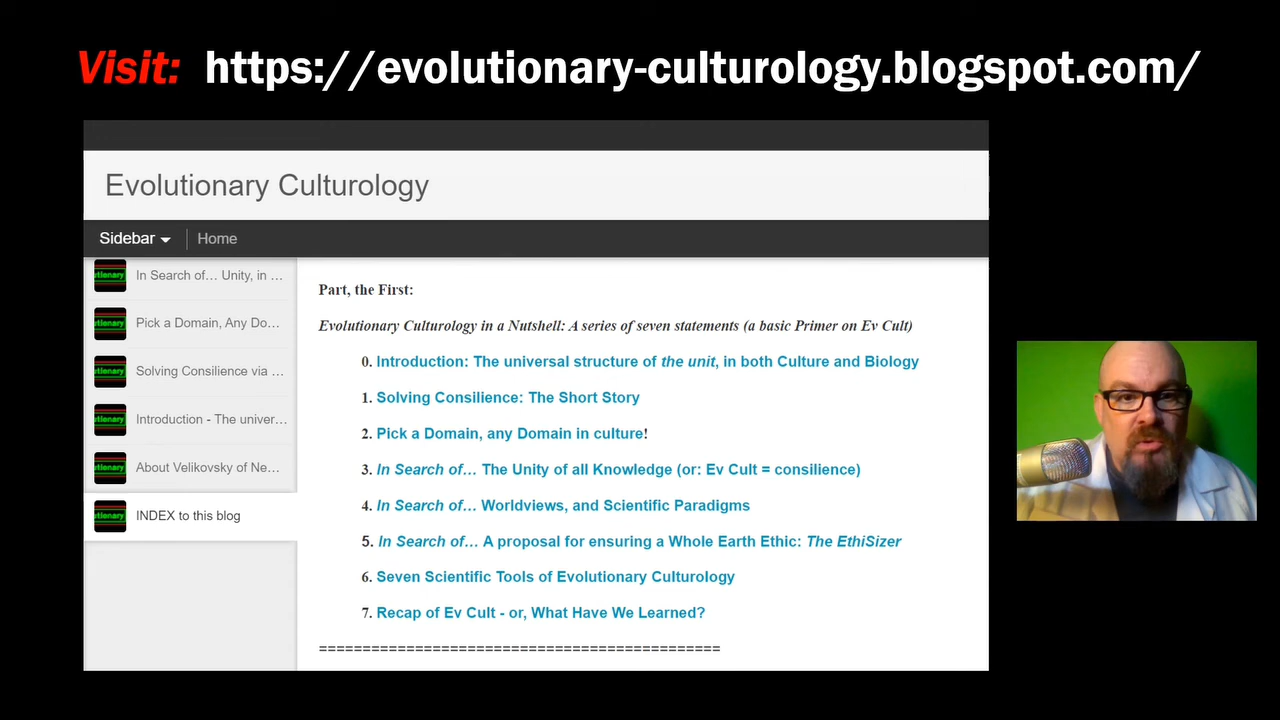 Visit: https://evolutionary-culturology.blogspot.com/
Evolutionary Culturology
Sidebar Home
In Search of… Unity, in …
Pick a Domain, Any Do…
Solving Consilience via …
Introduction - The univer…
About Velikovsky of Ne…
INDEX to this blog
Part, the First:
Evolutionary Culturology in a Nutshell: A series of seven statements (a basic Primer on Ev Cult)
0. Introduction: The universal structure of the unit, in both Culture and Biology
1. Solving Consilience: The Short Story
2. Pick a Domain, any Domain in culture!
3. In Search of… The Unity of all Knowledge (or: Ev Cult = consilience)
4. In Search of… Worldviews, and Scientific Paradigms
5. In Search of… A proposal for ensuring a Whole Earth Ethic: The EthiSizer
6. Seven Scientific Tools of Evolutionary Culturology
7. Recap of Ev Cult - or, What Have We Learned?
==============================================